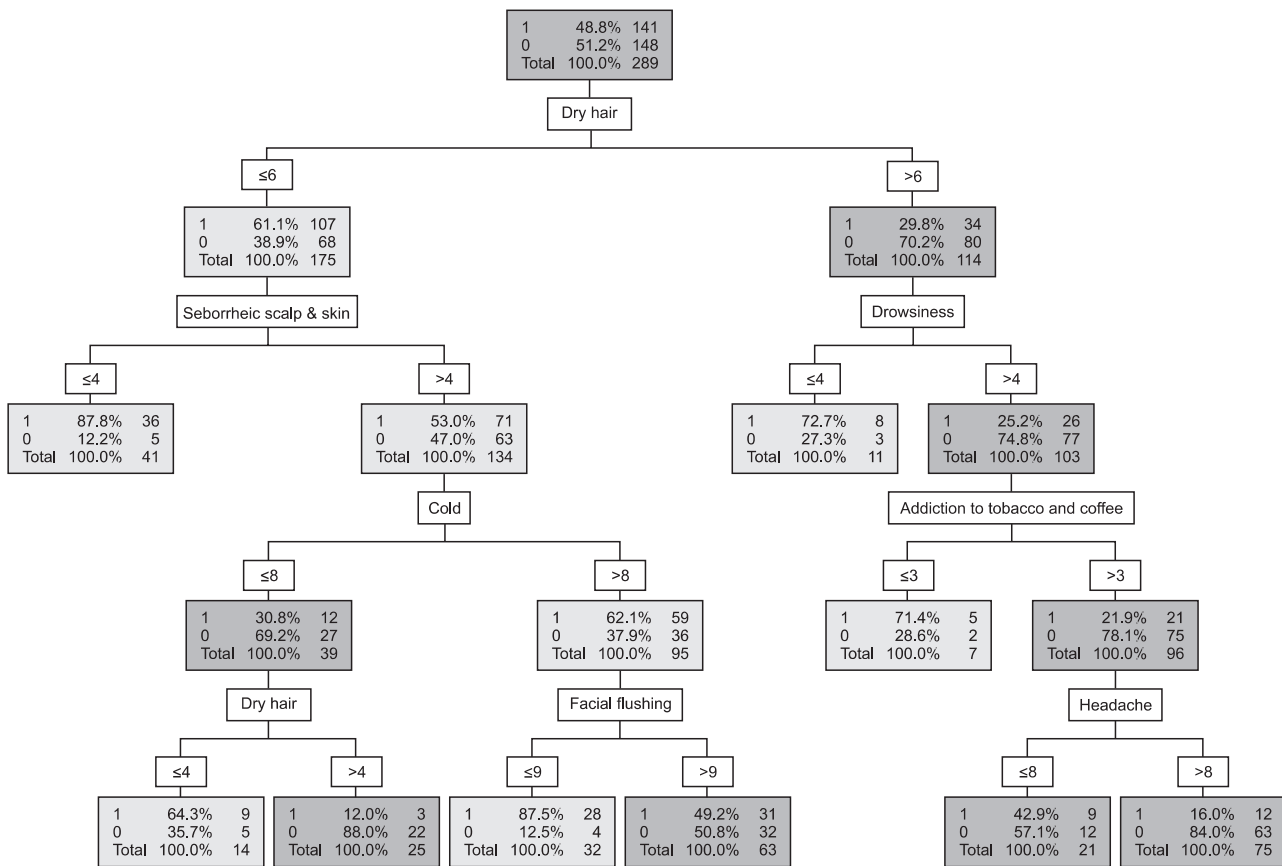 1 48.8% 141
0 51.2% 148
Total 100.0% 289
Dry hair
≤6
>6
1 61.1% 107
0 38.9% 68
Total 100.0% 175
1 29.8% 34
0 70.2% 80
Total 100.0% 114
Seborrheic scalp & skin
Drowsiness
≤4
>4
≤4
>4
1 87.8% 36
0 12.2% 5
Total 100.0% 41
1 53.0% 71
0 47.0% 63
Total 100.0% 134
1 72.7% 8
0 27.3% 3
Total 100.0% 11
1 25.2% 26
0 74.8% 77
Total 100.0% 103
Cold
Addiction to tobacco and coffee
≤8
>8
≤3
>3
1 30.8% 12
0 69.2% 27
Total 100.0% 39
1 62.1% 59
0 37.9% 36
Total 100.0% 95
1 71.4% 5
0 28.6% 2
Total 100.0% 7
1 21.9% 21
0 78.1% 75
Total 100.0% 96
Dry hair
Facial flushing
Headache
≤4
>4
≤9
>9
≤8
>8
1 64.3% 9
0 35.7% 5
Total 100.0% 14
1 12.0% 3
0 88.0% 22
Total 100.0% 25
1 87.5% 28
0 12.5% 4
Total 100.0% 32
1 49.2% 31
0 50.8% 32
Total 100.0% 63
1 42.9% 9
0 57.1% 12
Total 100.0% 21
1 16.0% 12
0 84.0% 63
Total 100.0% 75